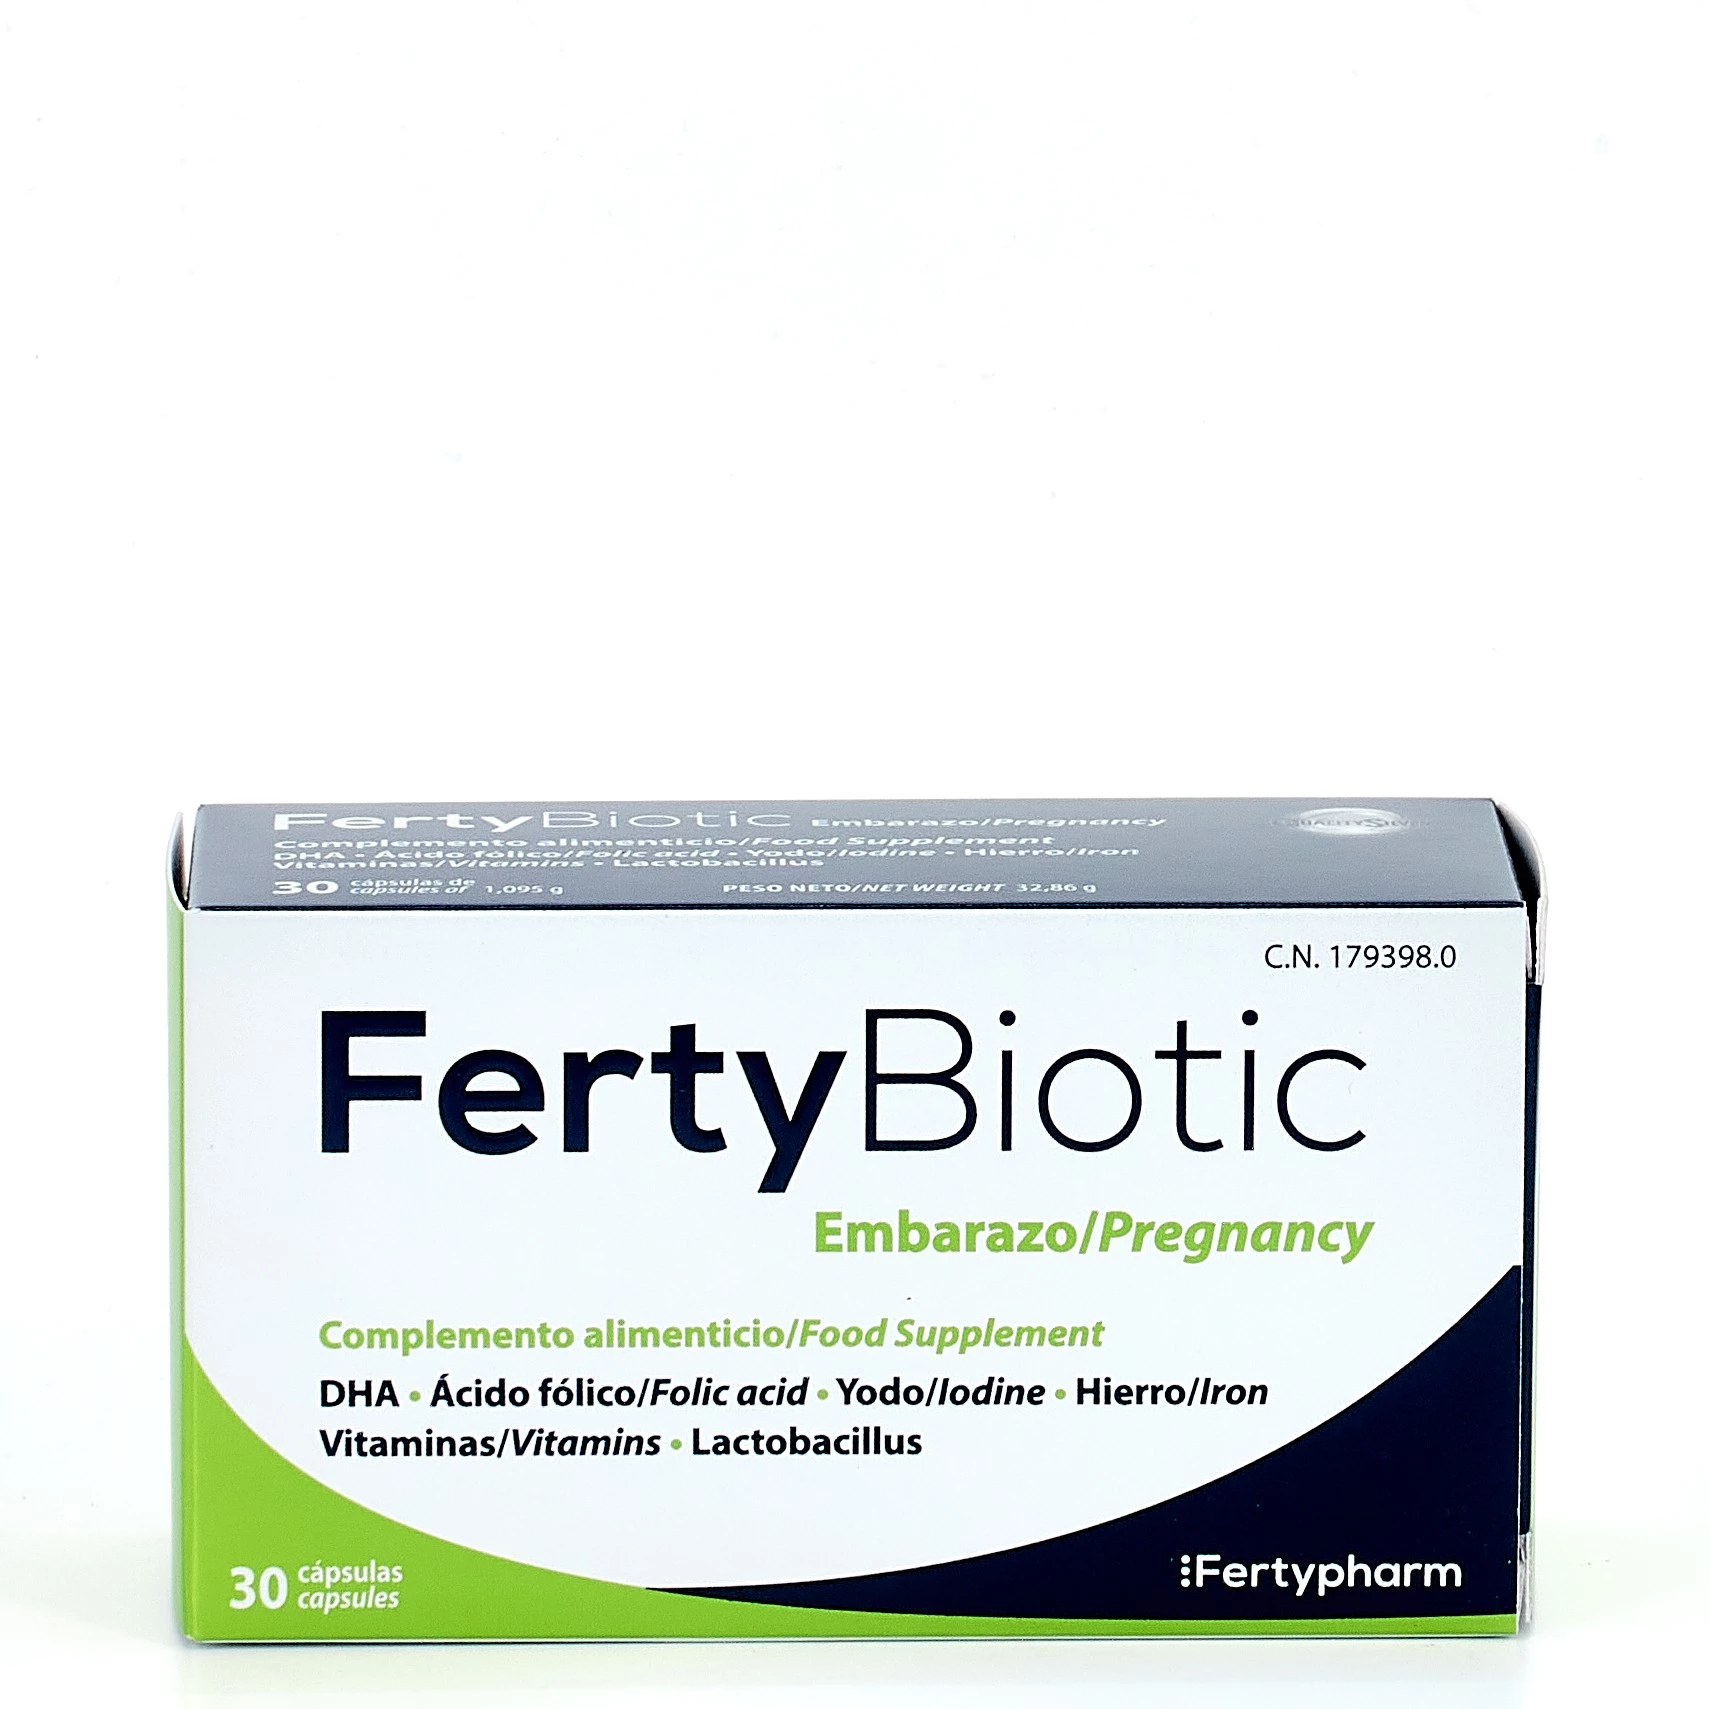 FertyBiotic Embarazo/Pregnancy
Complemento alimenticio/Food Supplement
DHA • Ácido fólico/Folic acid • Yodo/Iodine • Hierro/Iron
Vitaminas/Vitamins • Lactobacillus
30 cápsulas de
capsules of 1,095 g PESO NETO/NET WEIGHT 32,86 g
C.N. 179398.0
FertyBiotic
Embarazo/Pregnancy
Complemento alimenticio/Food Supplement
DHA • Ácido fólico/Folic acid • Yodo/Iodine • Hierro/Iron
Vitaminas/Vitamins • Lactobacillus
30 cápsulas
capsules
Fertypharm